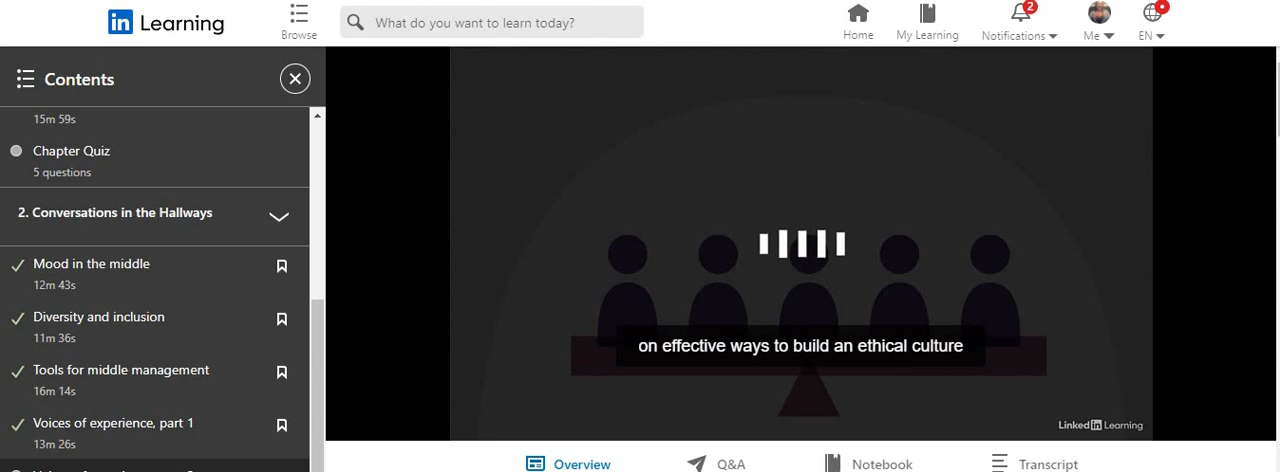 in Learning
Browse
What do you want to learn today?
Home
My Learning
2
Notifications
Me
EN
Contents
15m 59s
Chapter Quiz
5 questions
2. Conversations in the Hallways
Mood in the middle
12m 43s
Diversity and inclusion
11m 36s
Tools for middle management
16m 14s
Voices of experience, part 1
13m 26s
on effective ways to build an ethical culture
Linked in Learning
Overview
Q&A
Notebook
Transcript